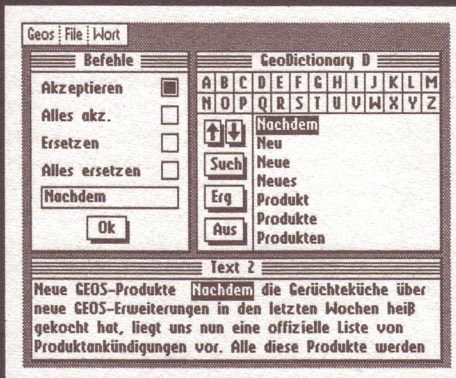 Geos File Wort
Befehle
Akzeptieren
Alles akz.
Ersetzen
Alles ersetzen
Nachdem
Ok
GeoDictionary D
A B C D E F G H I J K L M
N O P Q R S T U V W X Y Z
Such
Erg
Aus
Nachdem
Neu
Neue
Neues
Produkt
Produkte
Produkten
Text 2
Neue GEOS-Produkte Nachdem die Gerüchteküche über
neue GEOS-Erweiterungen in den letzten Wochen heiß
gekocht hat, liegt uns nun eine offizielle Liste von
Produktankündigungen vor. Alle diese Produkte werden